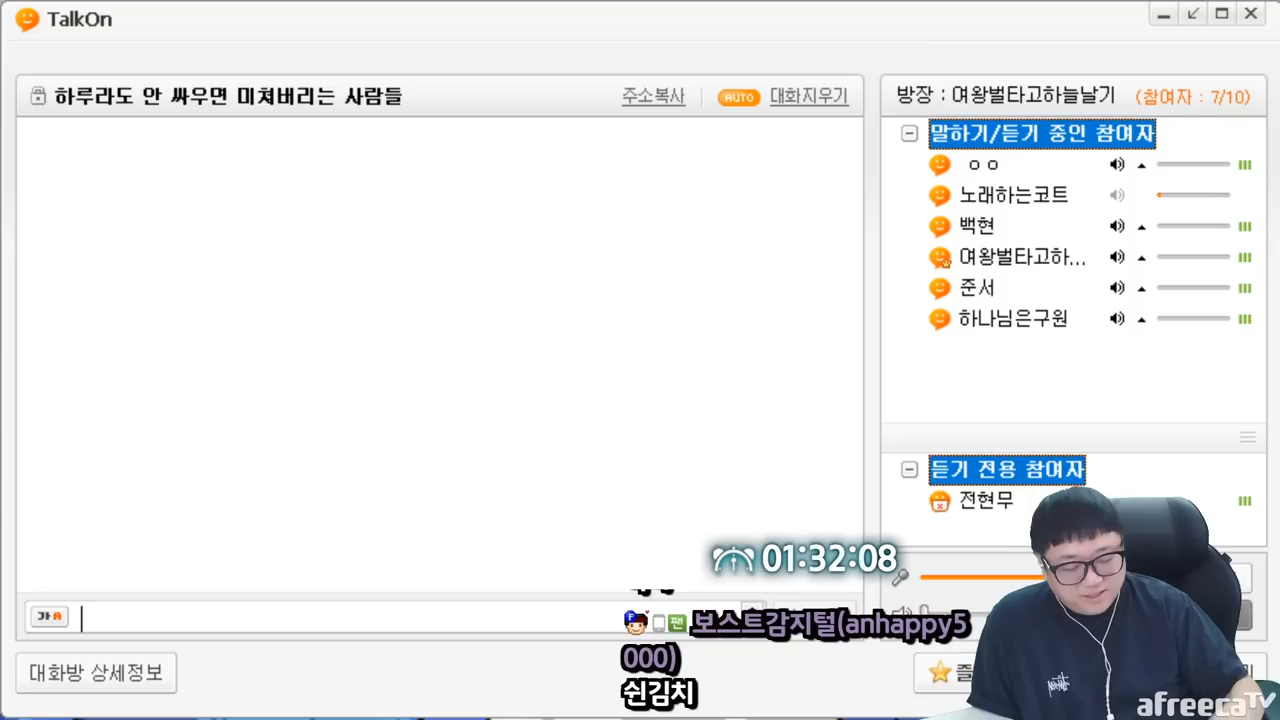 TalkOn
하루라도 안 싸우면 미쳐버리는 사람들
주소복사
AUTO 대화지우기
방장 : 여왕벌타고하늘날기 (참여자 : 7/10)
말하기/듣기 중인 참여자
ㅇㅇ
노래하는코트
백현
여왕벌타고하...
준서
하나님은구원
듣기 전용 참여자
전현무
01:32:08
가A
팬 보스트감지털(anhappy5
000)
쉰김치
대화방 상세정보
즐
afreecaTV